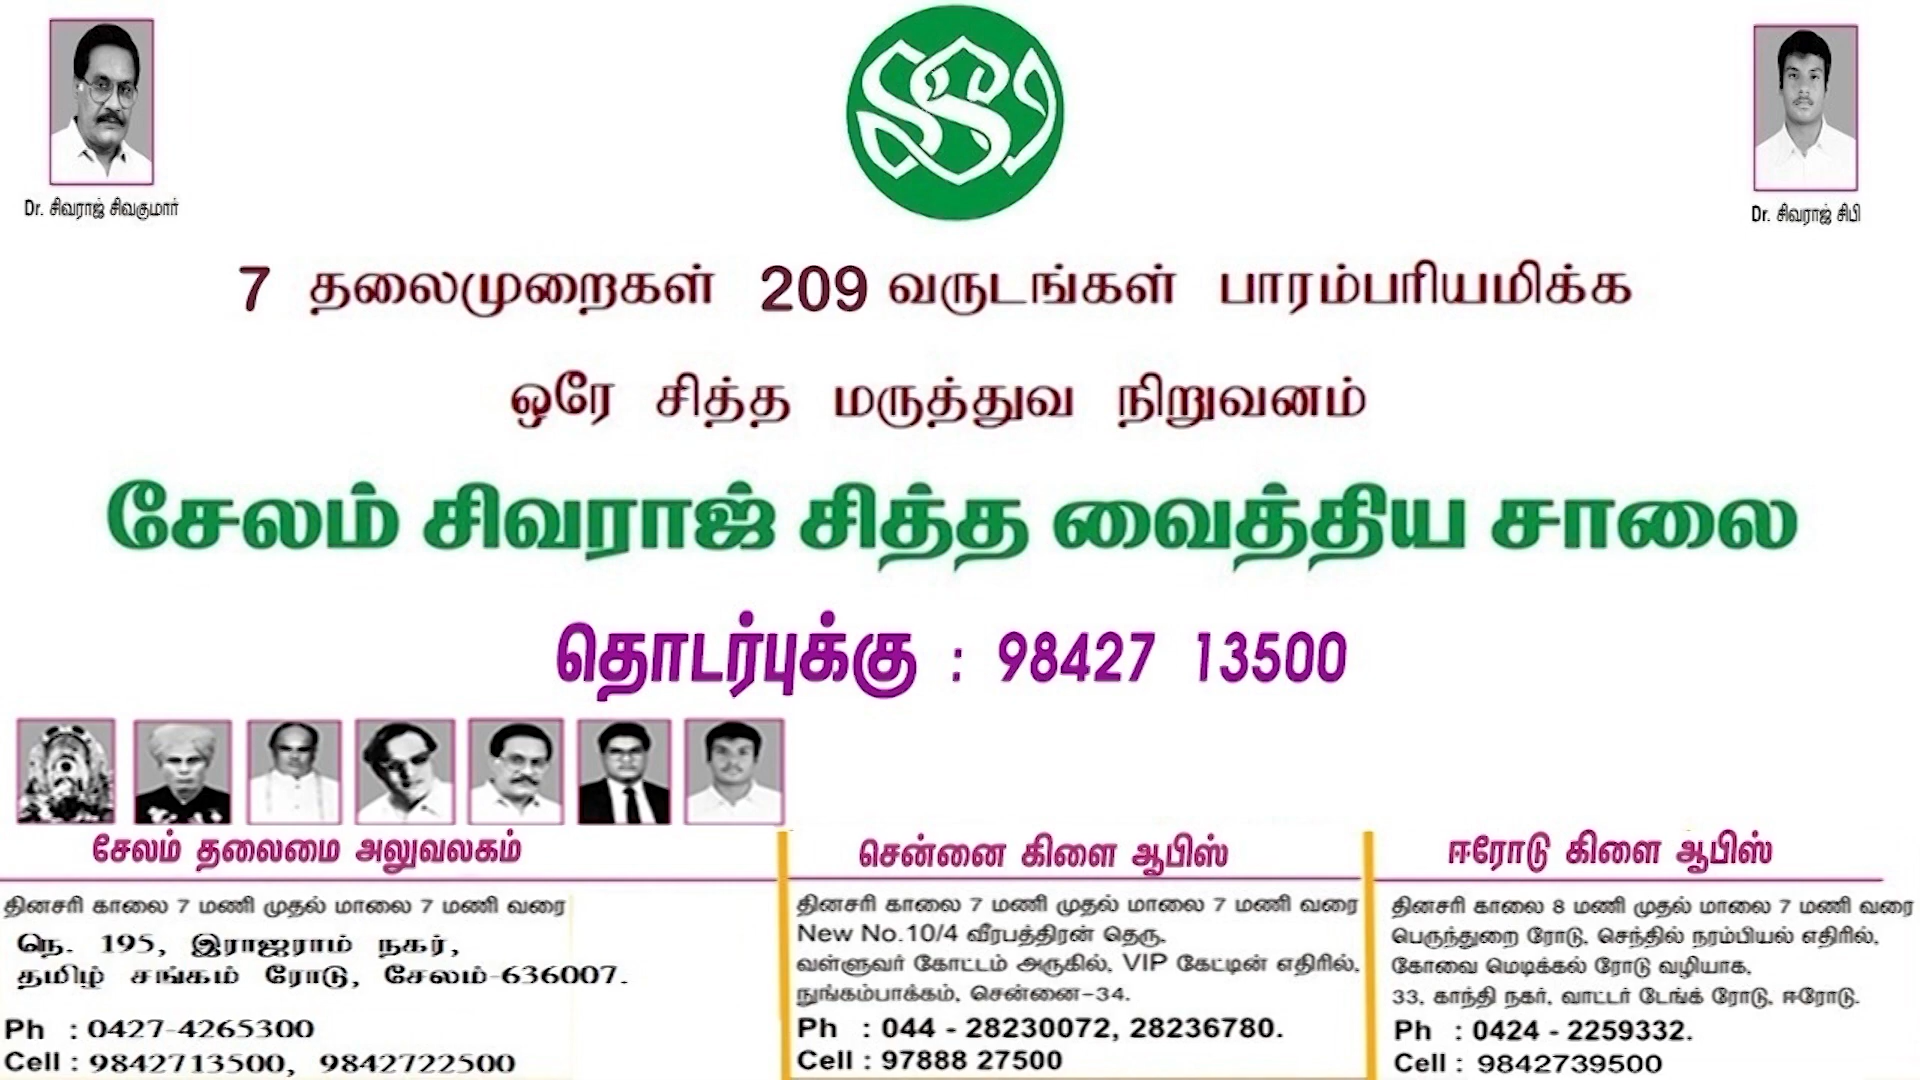 Dr. சிவராஜ் சிவகுமார்
Dr. சிவராஜ் சிபி
7 தலைமுறைகள் 209 வருடங்கள் பாரம்பரியமிக்க
ஒரே சித்த மருத்துவ நிறுவனம்
சேலம் சிவராஜ் சித்த வைத்திய சாலை
தொடர்புக்கு : 98427 13500
சேலம் தலைமை அலுவலகம்
தினசரி காலை 7 மணி முதல் மாலை 7 மணி வரை
நெ. 195, இராஜராம் நகர்,
தமிழ் சங்கம் ரோடு, சேலம்-636007.
Ph : 0427-4265300
Cell : 9842713500, 9842722500
சென்னை கிளை ஆபிஸ்
தினசரி காலை 7 மணி முதல் மாலை 7 மணி வரை
New No.10/4 வீரபத்திரன் தெரு,
வள்ளுவர் கோட்டம் அருகில், VIP கேட்டின் எதிரில்,
நுங்கம்பாக்கம், சென்னை-34.
Ph : 044 - 28230072, 28236780.
Cell : 97888 27500
ஈரோடு கிளை ஆபிஸ்
தினசரி காலை 8 மணி முதல் மாலை 7 மணி வரை
பெருந்துறை ரோடு, செந்தில் நரம்பியல் எதிரில்,
கோவை மெடிக்கல் ரோடு வழியாக,
33, காந்தி நகர், வாட்டர் டேங்க் ரோடு, ஈரோடு.
Ph : 0424 - 2259332.
Cell : 9842739500